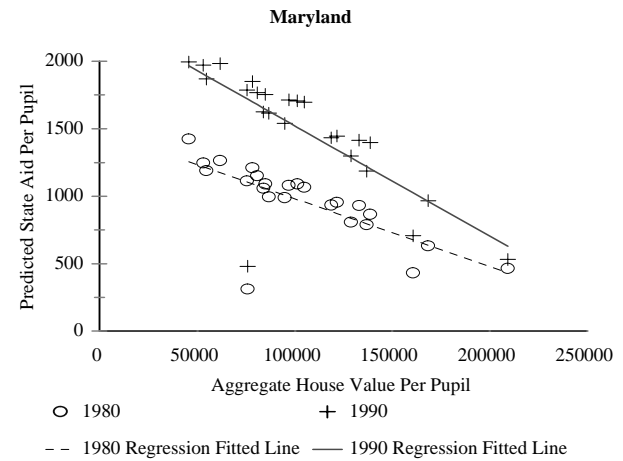 Maryland
Predicted State Aid Per Pupil
2000
1500
1000
500
0
0 50000 100000 150000 200000 250000
Aggregate House Value Per Pupil
1980 1990
1980 Regression Fitted Line 1990 Regression Fitted Line